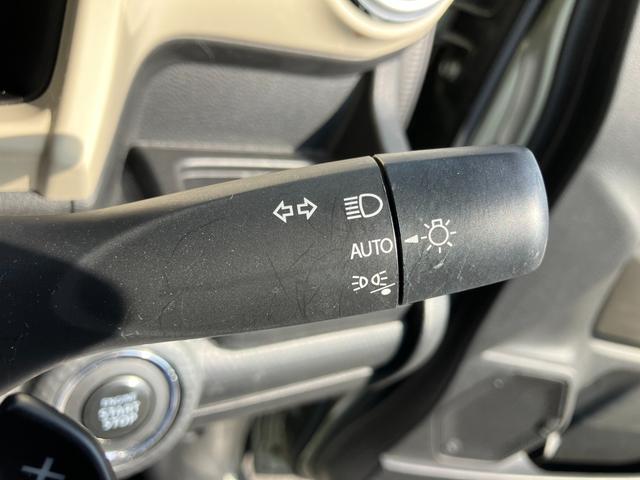 AUTO
ENGINE
START
STOP
+